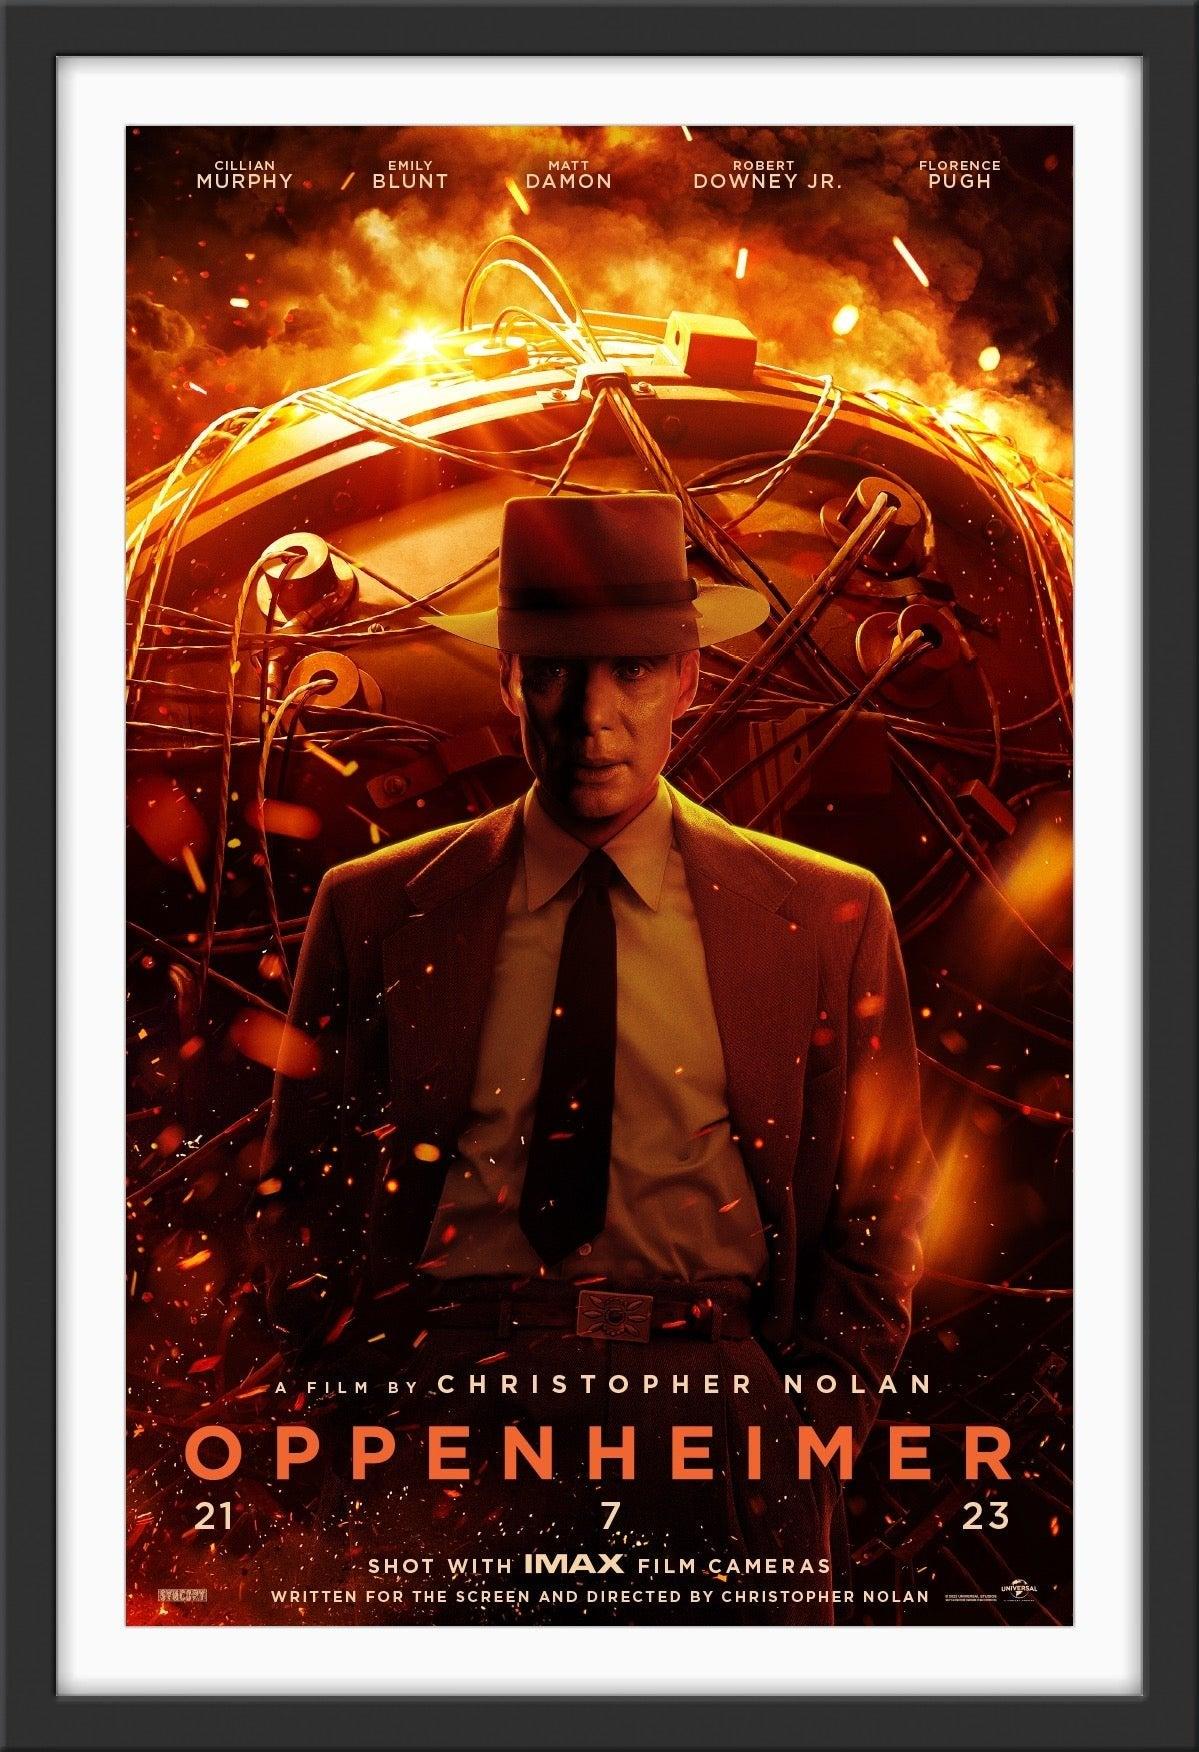 CILLIAN MURPHY
EMILY BLUNT
MATT DAMON
ROBERT DOWNEY JR.
FLORENCE PUGH
A FILM BY CHRISTOPHER NOLAN
OPPENHEIMER
21 7 23
SHOT WITH IMAX FILM CAMERAS
SYNCOPY
WRITTEN FOR THE SCREEN AND DIRECTED BY CHRISTOPHER NOLAN
UNIVERSAL